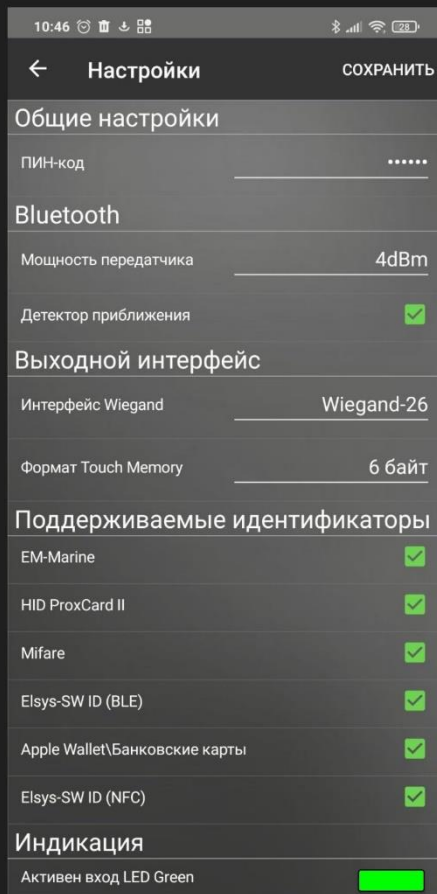 10:46
28
Настройки
СОХРАНИТЬ
Общие настройки
ПИН-код
••••••
Bluetooth
Мощность передатчика
4dBm
Детектор приближения
Выходной интерфейс
Интерфейс Wiegand
Wiegand-26
Формат Touch Memory
6 байт
Поддерживаемые идентификаторы
EM-Marine
HID ProxCard II
Mifare
Elsys-SW ID (BLE)
Apple Wallet\Банковские карты
Elsys-SW ID (NFC)
Индикация
Активен вход LED Green